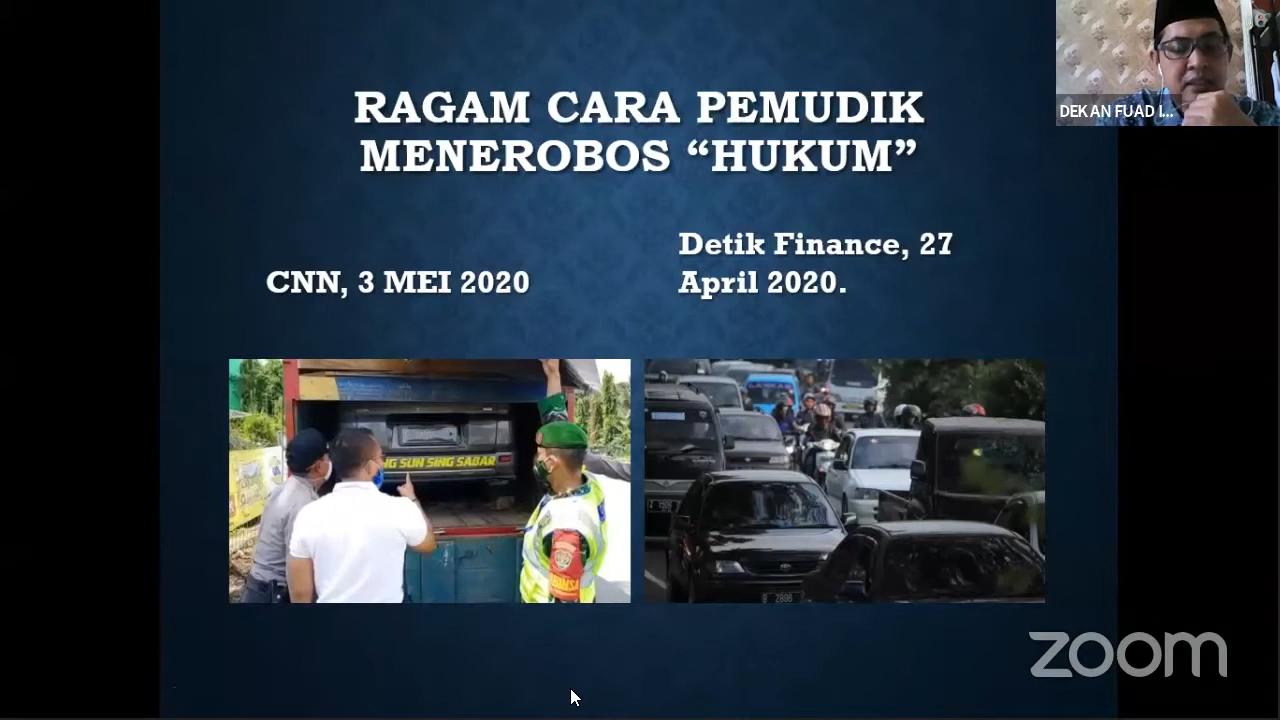 RAGAM CARA PEMUDIK
MENEROBOS “HUKUM”
DEKAN FUAD I...
Detik Finance, 27
April 2020.
CNN, 3 MEI 2020
NG SUN SING SABAR
zoom